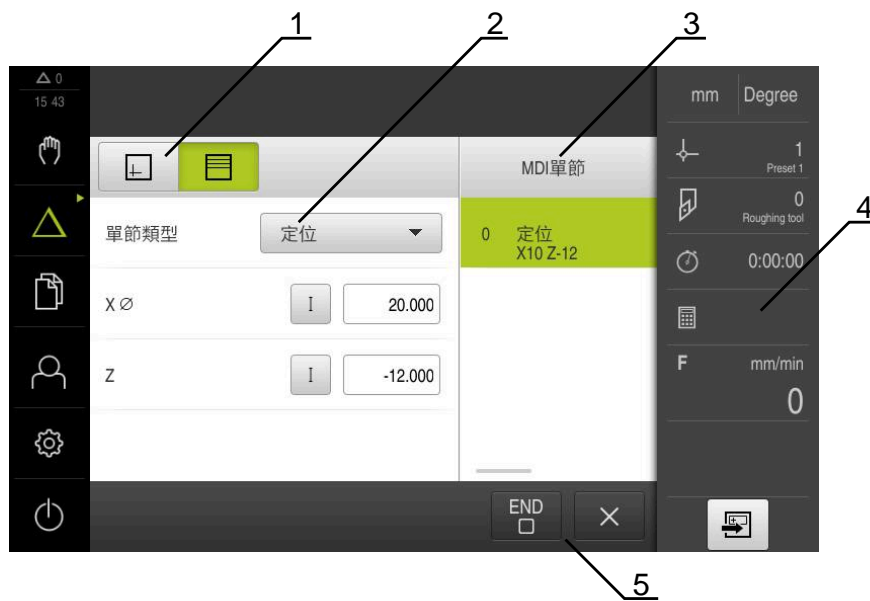 1
2
3
0
15 43
mm Degree
MDI單節
1
Preset 1
單節類型
定位
0 定位
X10 Z-12
0
Roughing tool
4
0:00:00
X Ø
I
20.000
F mm/min
0
Z
I
-12.000
END
5